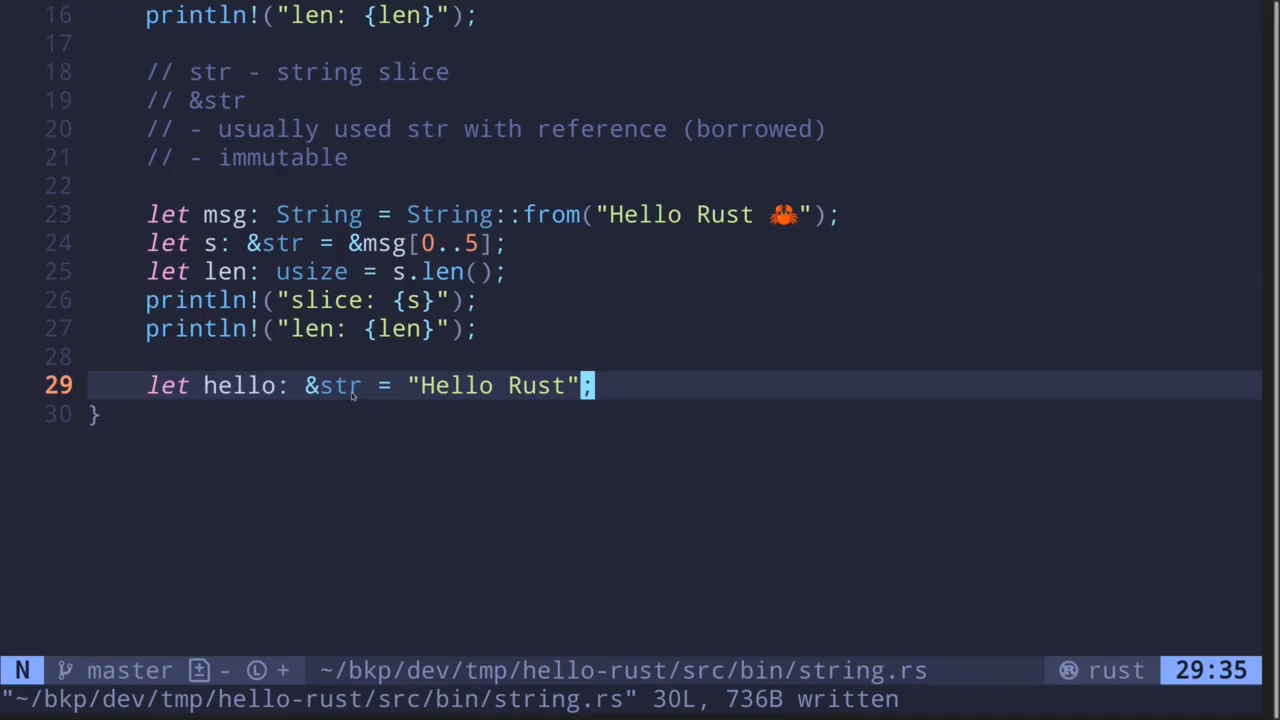 16 println!("len: {len}");
17
18 // str - string slice
19 // &str
20 // - usually used str with reference (borrowed)
21 // - immutable
22
23 let msg: String = String::from("Hello Rust 🦀");
24 let s: &str = &msg[0..5];
25 let len: usize = s.len();
26 println!("slice: {s}");
27 println!("len: {len}");
28
29 let hello: &str = "Hello Rust";
30 }
N master - L + ~/bkp/dev/tmp/hello-rust/src/bin/string.rs rust 29:35
"~/bkp/dev/tmp/hello-rust/src/bin/string.rs" 30L, 736B written